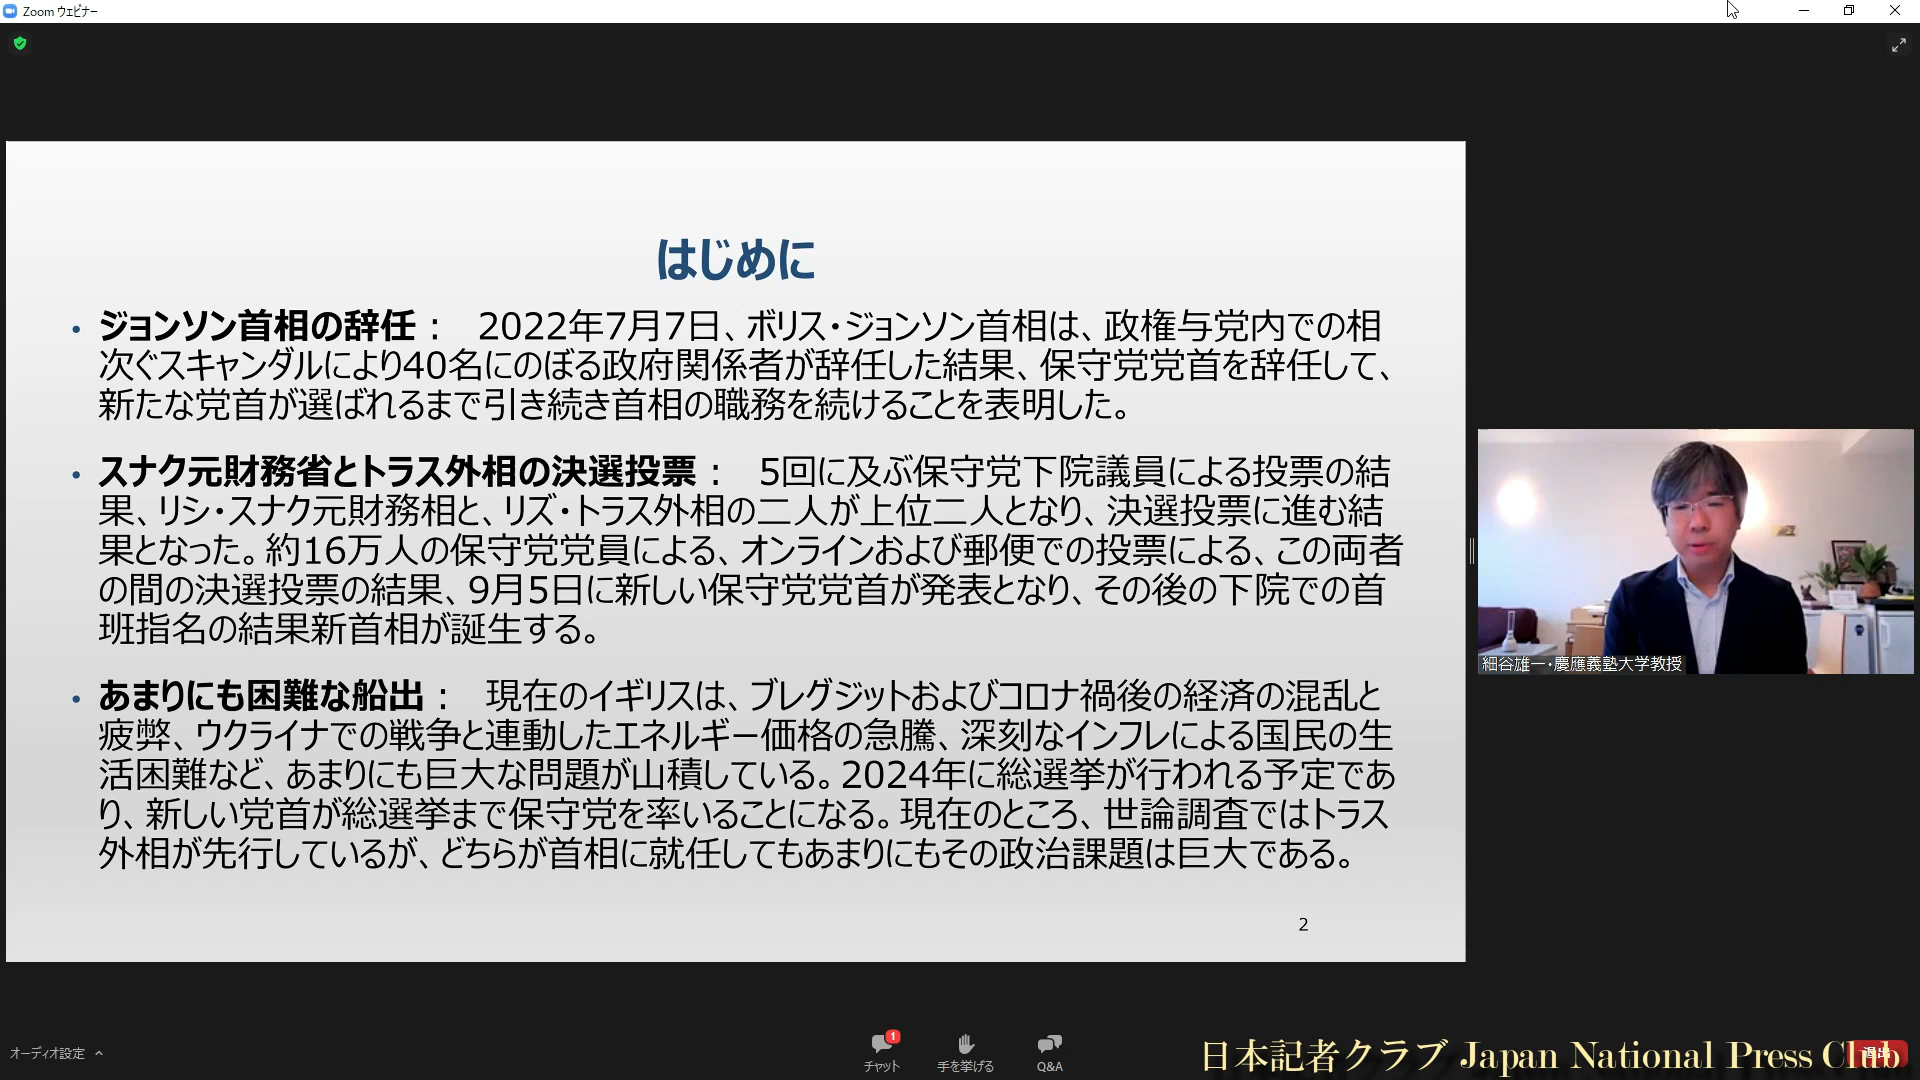 Zoom ウェビナー
はじめに
• ジョンソン首相の辞任： 2022年7月7日、ボリス・ジョンソン首相は、政権与党内での相
次ぐスキャンダルにより40名にのぼる政府関係者が辞任した結果、保守党党首を辞任して、
新たな党首が選ばれるまで引き続き首相の職務を続けることを表明した。
• スナク元財務省とトラス外相の決選投票： 5回に及ぶ保守党下院議員による投票の結
果、リシ・スナク元財務相と、リズ・トラス外相の二人が上位二人となり、決選投票に進む結
果となった。約16万人の保守党党員による、オンラインおよび郵便での投票による、この両者
の間の決選投票の結果、9月5日に新しい保守党党首が発表となり、その後の下院での首
班指名の結果新首相が誕生する。
• あまりにも困難な船出： 現在のイギリスは、ブレグジットおよびコロナ禍後の経済の混乱と
疲弊、ウクライナでの戦争と連動したエネルギー価格の急騰、深刻なインフレによる国民の生
活困難など、あまりにも巨大な問題が山積している。2024年に総選挙が行われる予定であ
り、新しい党首が総選挙まで保守党を率いることになる。現在のところ、世論調査ではトラス
外相が先行しているが、どちらが首相に就任してもあまりにもその政治課題は巨大である。
2
細谷雄一・慶應義塾大学教授
オーディオ設定
1
チャット
手を挙げる
Q&A
日本記者クラブ Japan National Press Club
退出